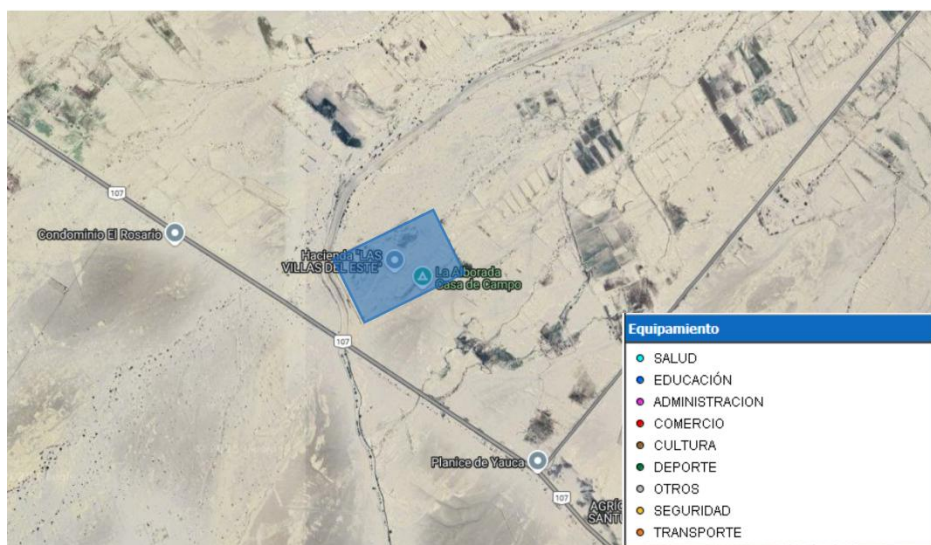 107
Condominio El Rosario
Hacienda "LAS
VILLAS DEL ESTE"
La Alborada
Casa de Campo
107
Planice de Yauca
107
Equipamiento
SALUD
EDUCACIÓN
ADMINISTRACION
COMERCIO
CULTURA
DEPORTE
OTROS
SEGURIDAD
TRANSPORTE